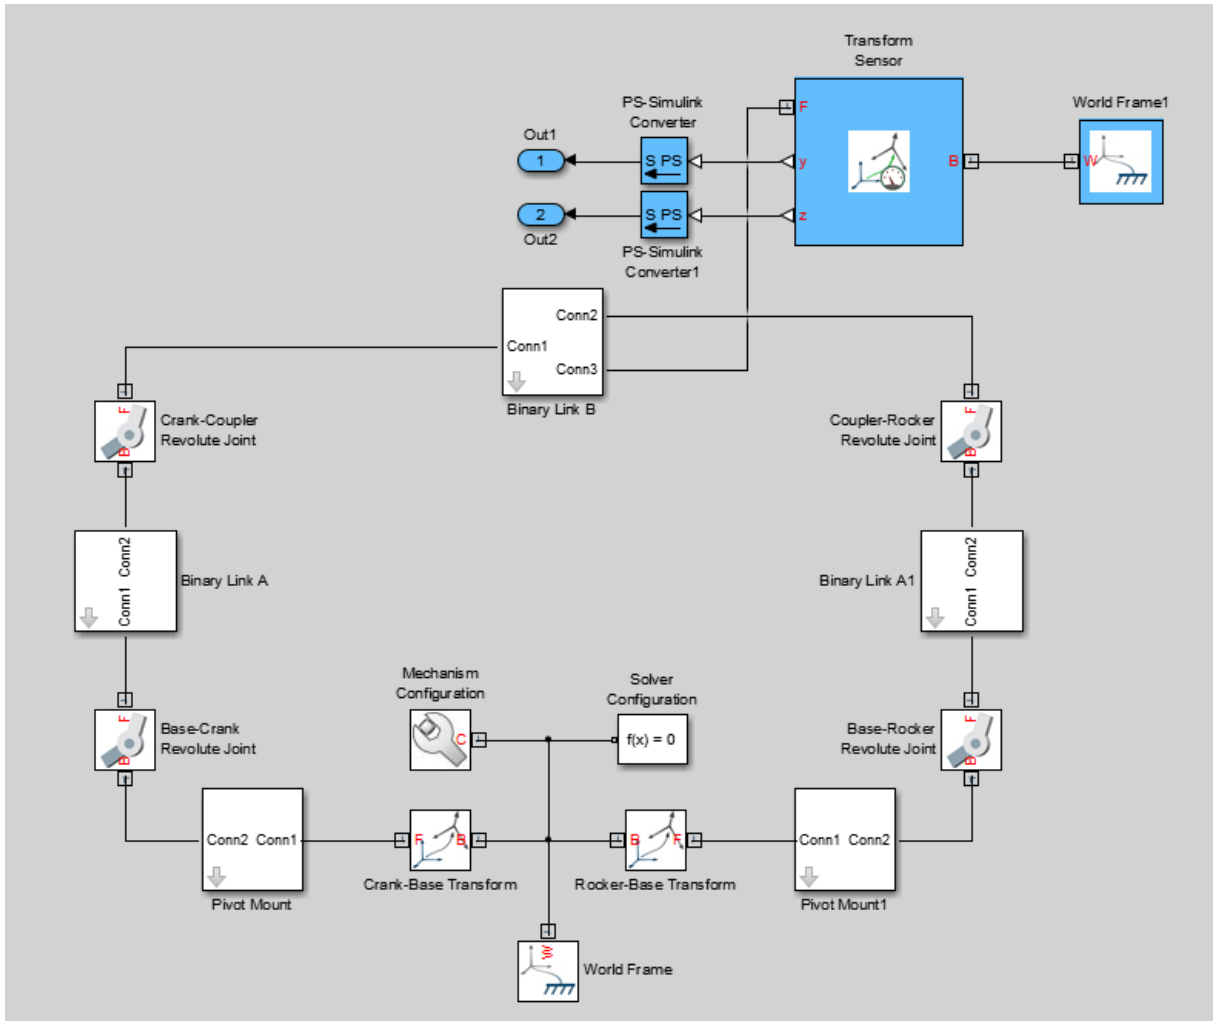 Transform
Sensor
PS-Simulink
Converter
World Frame1
Out1
F
1
S PS
y
B
W
2
S PS
z
Out2
PS-Simulink
Converter1
Conn2
Conn1
Conn3
Binary Link B
F
B
Crank-Coupler
Revolute Joint
Coupler-Rocker
Revolute Joint
F
B
Conn1 Conn2
Binary Link A
Binary Link A1
Conn1 Conn2
Mechanism
Configuration
Solver
Configuration
F
B
Base-Crank
Revolute Joint
C
f(x) = 0
Base-Rocker
Revolute Joint
F
B
Conn2 Conn1
F
B
B
F
Conn1 Conn2
Crank-Base Transform
Rocker-Base Transform
Pivot Mount
Pivot Mount1
W
World Frame